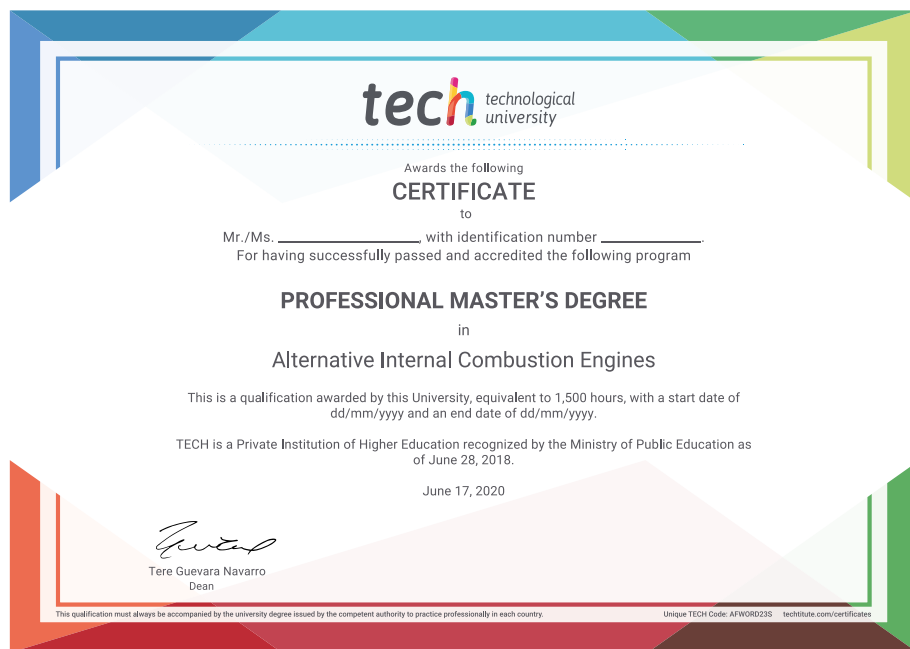 tech technological
university
Awards the following
CERTIFICATE
to
Mr./Ms. ____________________, with identification number ______________.
For having successfully passed and accredited the following program
PROFESSIONAL MASTER'S DEGREE
in
Alternative Internal Combustion Engines
This is a qualification awarded by this University, equivalent to 1,500 hours, with a start date of
dd/mm/yyyy and an end date of dd/mm/yyyy.
TECH is a Private Institution of Higher Education recognized by the Ministry of Public Education as
of June 28, 2018.
June 17, 2020
Tere Guevara Navarro
Dean
This qualification must always be accompanied by the university degree issued by the competent authority to practice professionally in each country.
Unique TECH Code: AFWORD23S techtitute.com/certificates